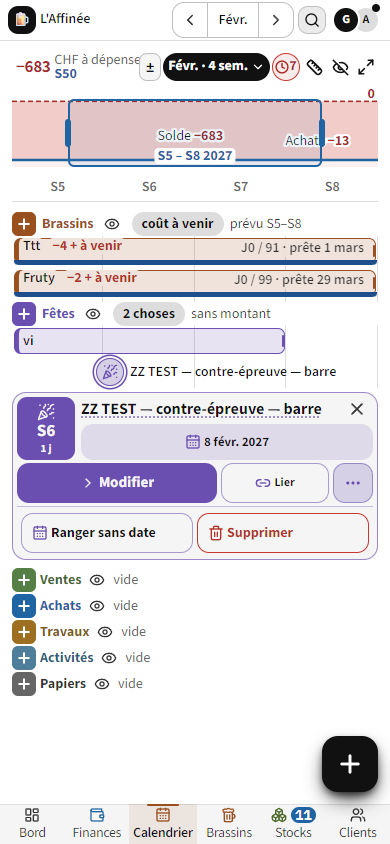 L'Affinée
Févr.
G
A
−683
CHF à dépense
S50
±
Févr. · 4 sem.
7
0
Solde −683
Achat −13
S5 – S8 2027
S5
S6
S7
S8
Brassins
coût à venir
prévu S5–S8
Ttt −4 + à venir
J0 / 91 · prête 1 mars
Fruty −2 + à venir
J0 / 99 · prête 29 mars
Fêtes
2 choses
sans montant
vi
ZZ TEST — contre-épreuve — barre
S6
1 j
ZZ TEST — contre-épreuve — barre
8 févr. 2027
Modifier
Lier
Ranger sans date
Supprimer
Ventes
vide
Achats
vide
Travaux
vide
Activités
vide
Papiers
vide
Bord
Finances
Calendrier
Brassins
11
Stocks
Clients